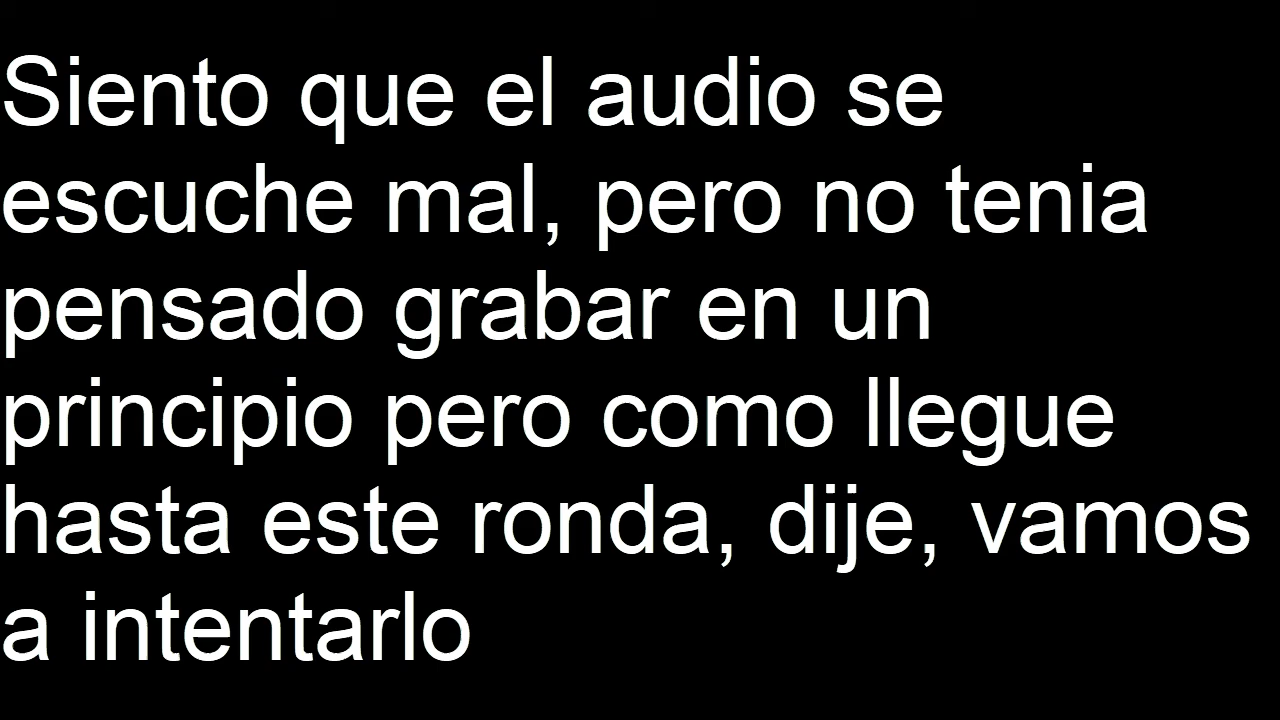 Siento que el audio se
escuche mal, pero no tenia
pensado grabar en un
principio pero como llegue
hasta este ronda, dije, vamos
a intentarlo